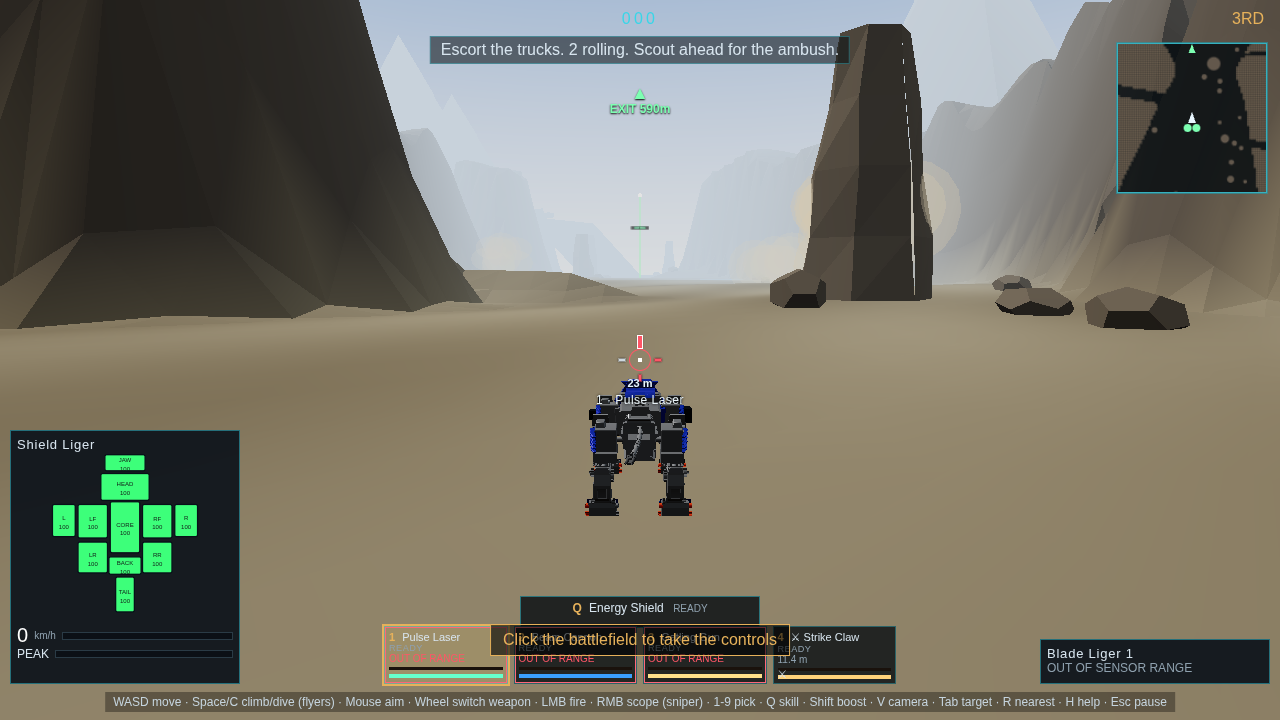 000
3RD
Escort the trucks. 2 rolling. Scout ahead for the ambush.
EXIT 590m
23 m
1 · Pulse Laser
Shield Liger
JAW
100
HEAD
100
L
100
LF
100
CORE
100
RF
100
R
100
LR
100
BACK
100
RR
100
TAIL
100
0 km/h
PEAK
Q Energy Shield READY
Click the battlefield to take the controls
1 Pulse Laser
READY
OUT OF RANGE
OUT OF RANGE
OUT OF RANGE
4 ⚔ Strike Claw
READY
11.4 m
Blade Liger 1
OUT OF SENSOR RANGE
WASD move · Space/C climb/dive (flyers) · Mouse aim · Wheel switch weapon · LMB fire · RMB scope (sniper) · 1-9 pick · Q skill · Shift boost · V camera · Tab target · R nearest · H help · Esc pause